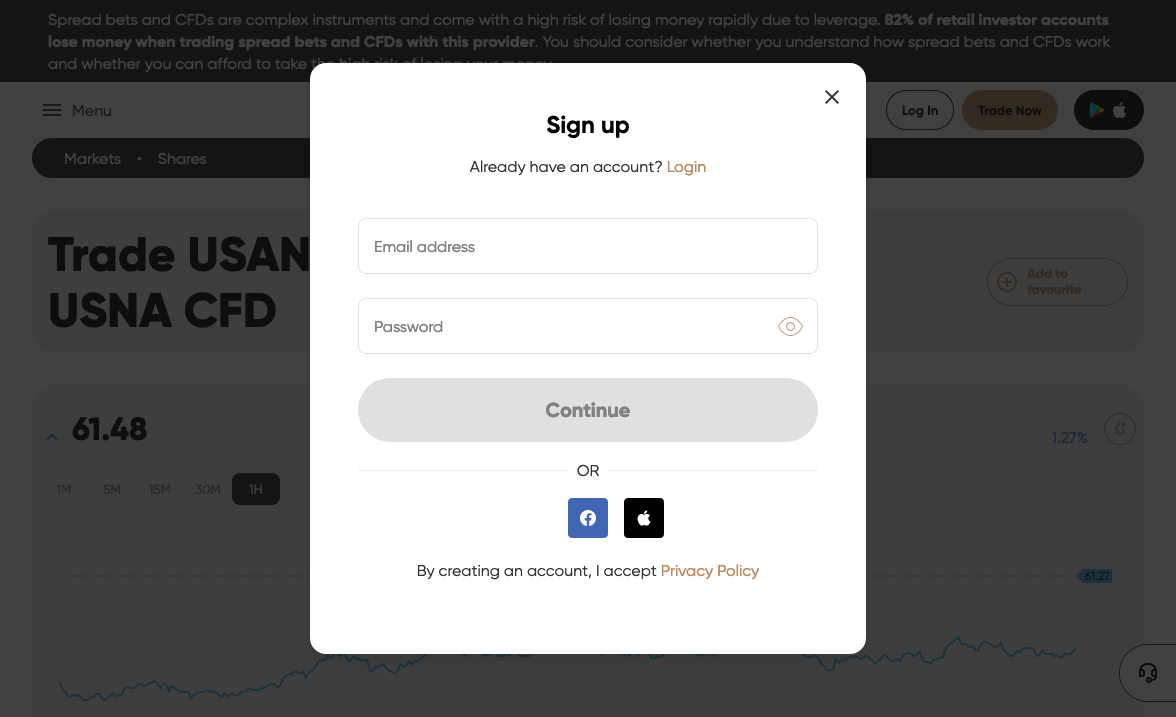 Spread bets and CFDs are complex instruments and come with a high risk of losing money rapidly due to leverage. 82% of retail investor accounts
lose money when trading spread bets and CFDs with this provider. You should consider whether you understand how spread bets and CFDs work
and whether you can afford to take the high risk of losing your money.
Menu
Log In
Trade Now
Markets • Shares
Sign up
Already have an account? Login
Trade USAN
USNA CFD
Add to
favourite
Email address
Password
Continue
61.48
1.27%
1M 5M 15M 30M 1H
OR
By creating an account, I accept Privacy Policy
61.27